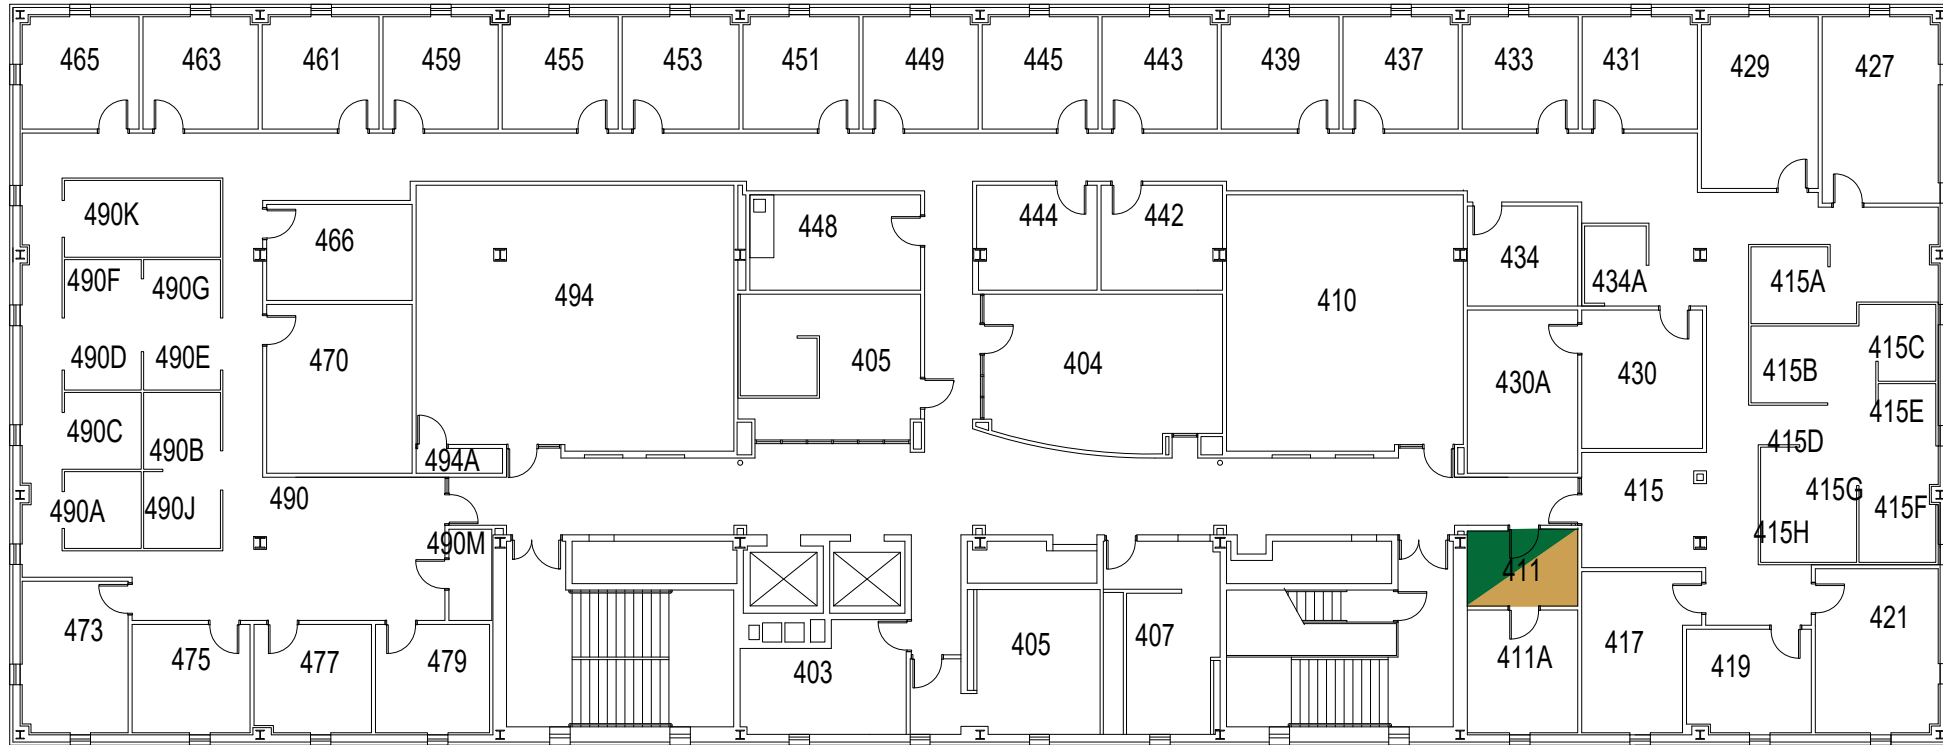 465 463 461 459 455 453 451 449 445 443 439 437 433 431 429 427
490K 466 494 448 444 442 410 434 434A 415A
490F 490G
490D 490E 470 405 404 430A 430 415B 415C
490C 490B 494A 415D 415E
490A 490J 490 490M 415 415G 415F
415H
411
473 475 477 479 403 405 407 411A 417 419 421